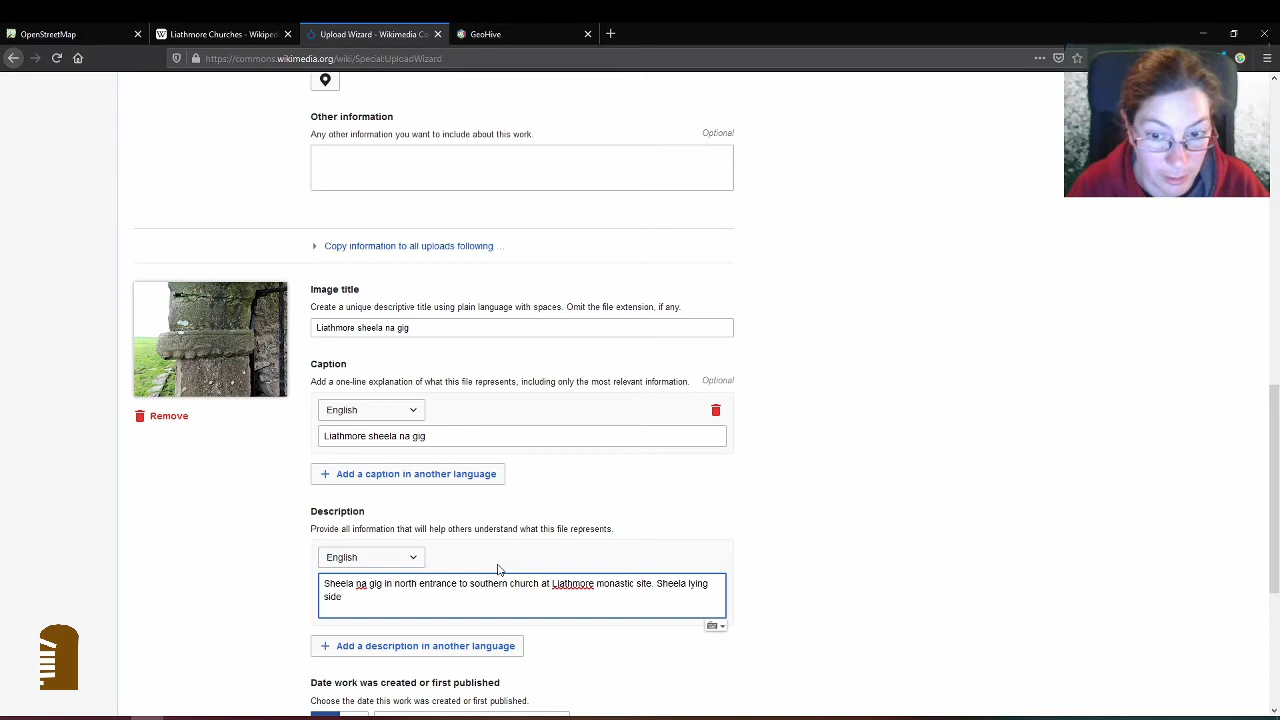 OpenStreetMap
Liathmore Churches - Wikiped
Upload Wizard - Wikimedia Co
GeoHive
https://commons.wikimedia.org/wiki/Special:UploadWizard
Other information
Any other information you want to include about this work.
Optional
Copy information to all uploads following ...
Image title
Create a unique descriptive title using plain language with spaces. Omit the file extension, if any.
Liathmore sheela na gig
Caption
Add a one-line explanation of what this file represents, including only the most relevant information.
Optional
English
Remove
Liathmore sheela na gig
Add a caption in another language
Description
Provide all information that will help others understand what this file represents.
English
Sheela na gig in north entrance to southern church at Liathmore monastic site. Sheela lying
side
Add a description in another language
Date work was created or first published
Choose the date this work was created or first published.